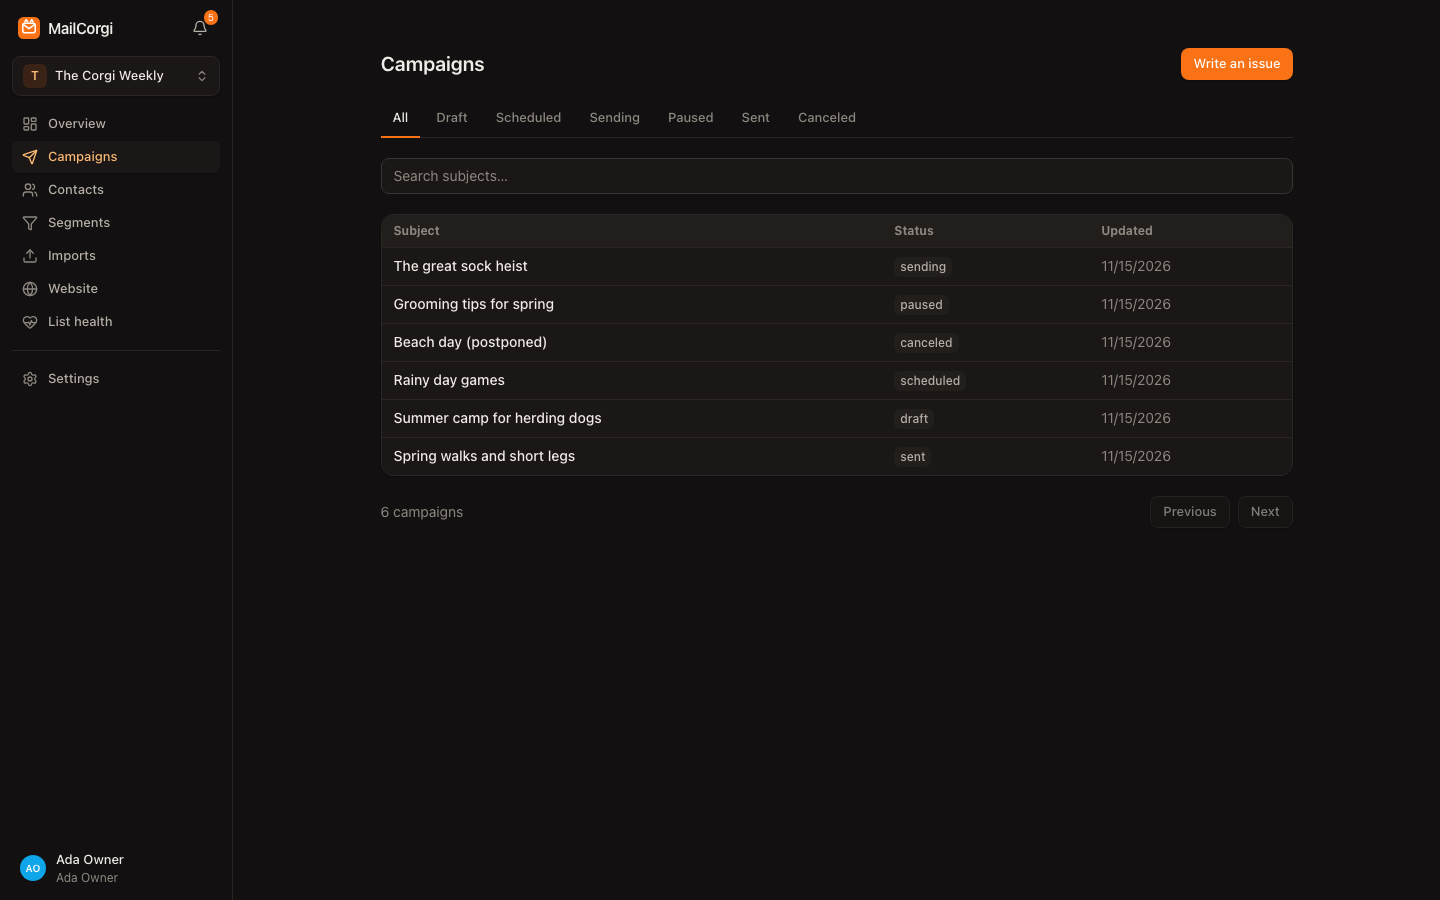 MailCorgi
5
T
The Corgi Weekly
Overview
Campaigns
Contacts
Segments
Imports
Website
List health
Settings
AO
Ada Owner
Ada Owner
Campaigns
Write an issue
All Draft Scheduled Sending Paused Sent Canceled
Search subjects...
Subject Status Updated
The great sock heist sending 11/15/2026
Grooming tips for spring paused 11/15/2026
Beach day (postponed) canceled 11/15/2026
Rainy day games scheduled 11/15/2026
Summer camp for herding dogs draft 11/15/2026
Spring walks and short legs sent 11/15/2026
6 campaigns
Previous Next